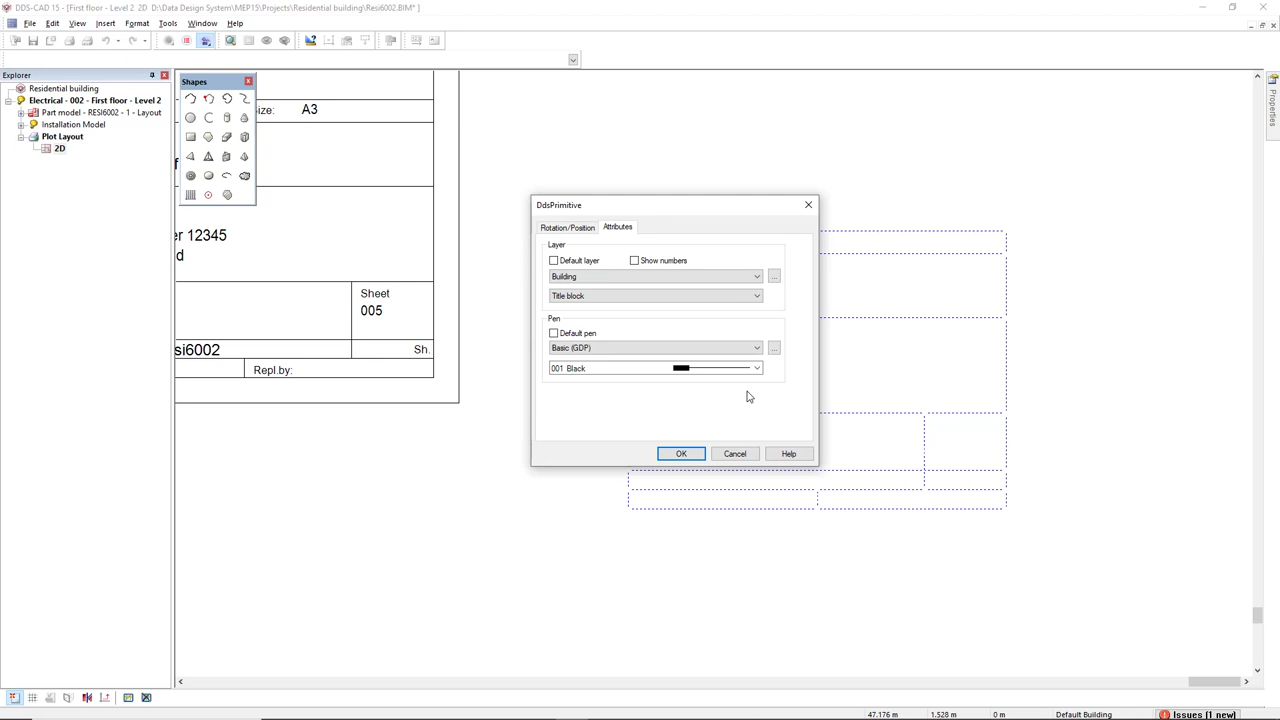 DDS-CAD 15 - [First floor - Level 2  2D  D:\Data Design System\MEP15\Projects\Residential building\Resi6002.BIM* ]
File Edit View Insert Format Tools Window Help
Explorer
Residential building
Electrical - 002 - First floor - Level 2
Part model - RESI6002 - 1 - Layout
Installation Model
Plot Layout
2D
Shapes
Size: A3
12345
Sheet
005
si6002
Sh.
Repl.by:
DdsPrimitive
Rotation/Position Attributes
Layer
Default layer Show numbers
Building ...
Title block
Pen
Default pen
Basic (GDP) ...
001 Black
OK Cancel Help
Properties
47.176 m 1.528 m 0 m Default Building Issues (1 new)